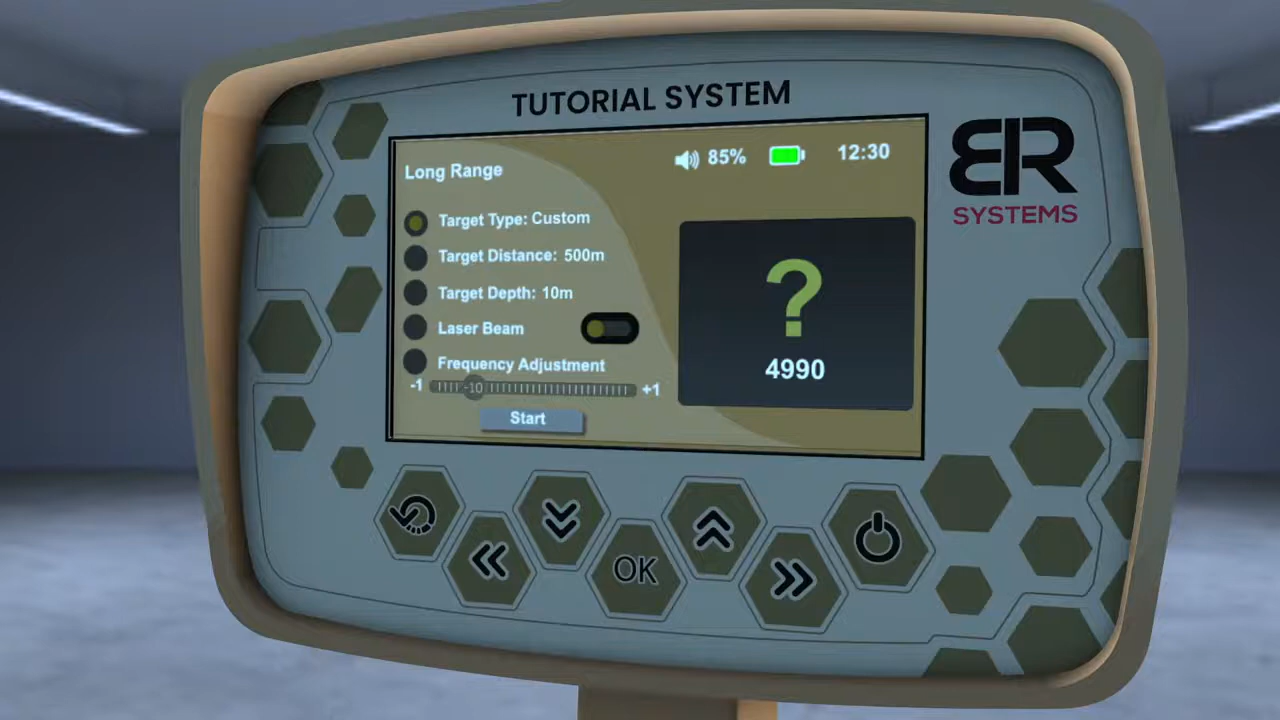 TUTORIAL SYSTEM
BR
SYSTEMS
Long Range
85%
12:30
Target Type: Custom
Target Distance: 500m
Target Depth: 10m
Laser Beam
Frequency Adjustment
-1
-10
+1
Start
?
4990
OK